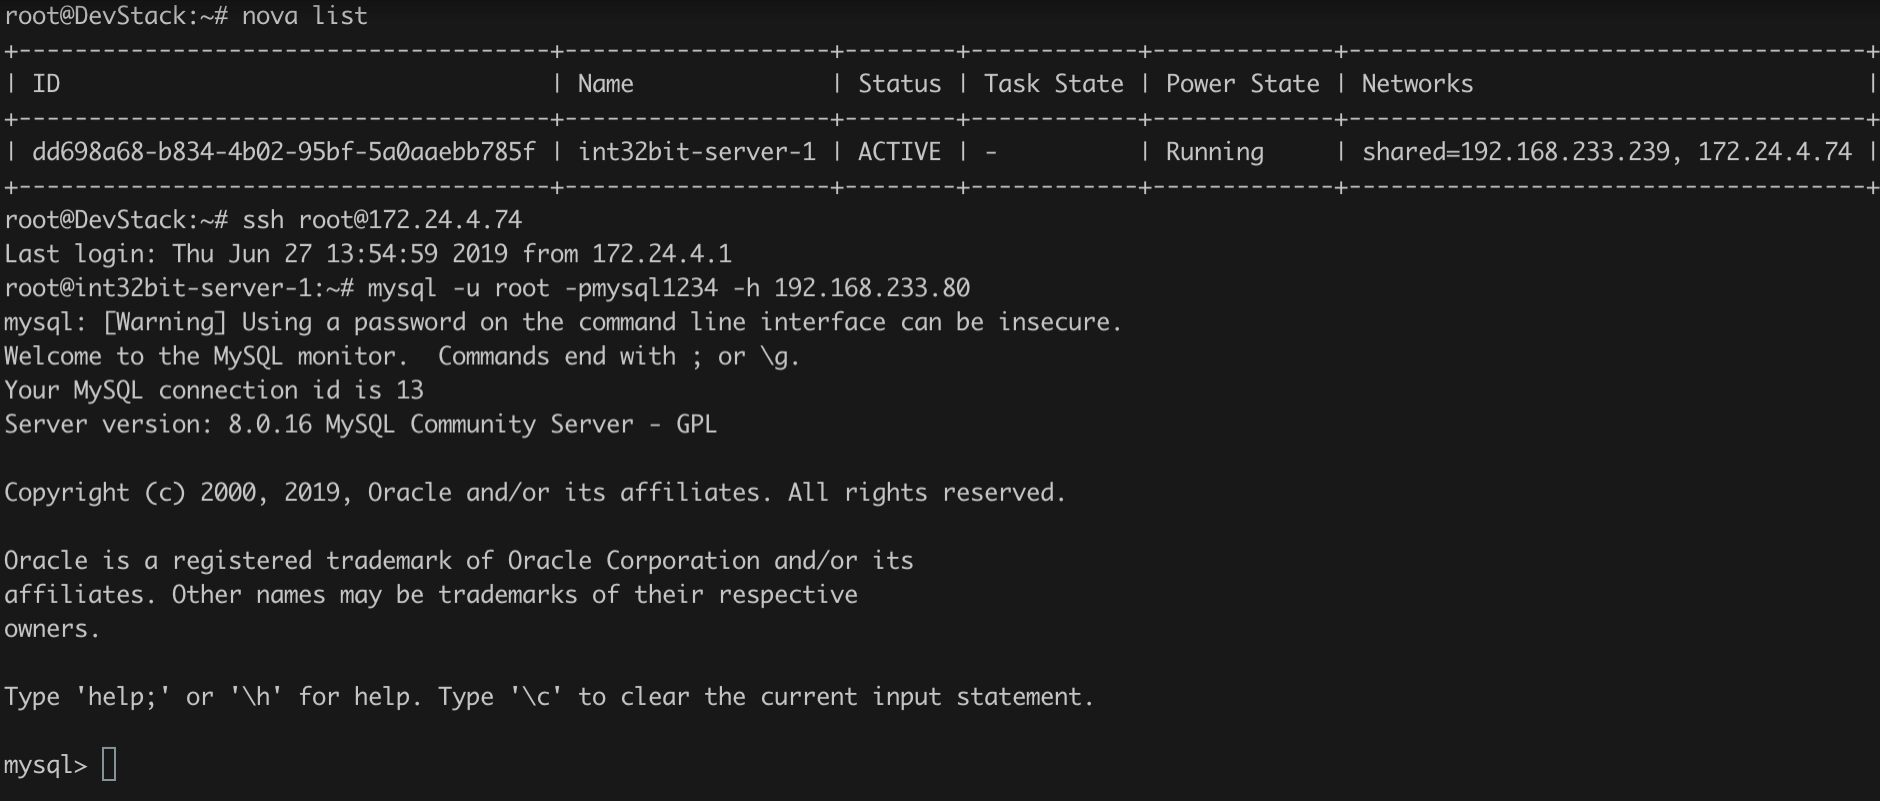 root@DevStack:~# nova list
+--------------------------------------+-------------------+--------+------------+-------------+-------------------------------------+
| ID                                   | Name              | Status | Task State | Power State | Networks                            |
+--------------------------------------+-------------------+--------+------------+-------------+-------------------------------------+
| dd698a68-b834-4b02-95bf-5a0aaebb785f | int32bit-server-1 | ACTIVE | -          | Running     | shared=192.168.233.239, 172.24.4.74 |
+--------------------------------------+-------------------+--------+------------+-------------+-------------------------------------+
root@DevStack:~# ssh root@172.24.4.74
Last login: Thu Jun 27 13:54:59 2019 from 172.24.4.1
root@int32bit-server-1:~# mysql -u root -pmysql1234 -h 192.168.233.80
mysql: [Warning] Using a password on the command line interface can be insecure.
Welcome to the MySQL monitor.  Commands end with ; or \g.
Your MySQL connection id is 13
Server version: 8.0.16 MySQL Community Server - GPL

Copyright (c) 2000, 2019, Oracle and/or its affiliates. All rights reserved.

Oracle is a registered trademark of Oracle Corporation and/or its
affiliates. Other names may be trademarks of their respective
owners.

Type 'help;' or '\h' for help. Type '\c' to clear the current input statement.

mysql>